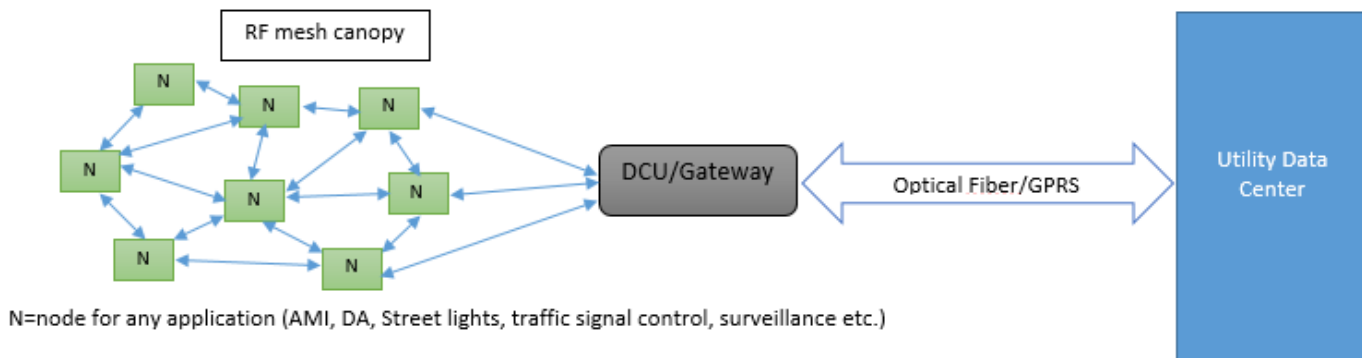 RF mesh canopy
N
N
N
N
N
N
N
N
DCU/Gateway
Optical Fiber/GPRS
Utility Data
Center
N=node for any application (AMI, DA, Street lights, traffic signal control, surveillance etc.)